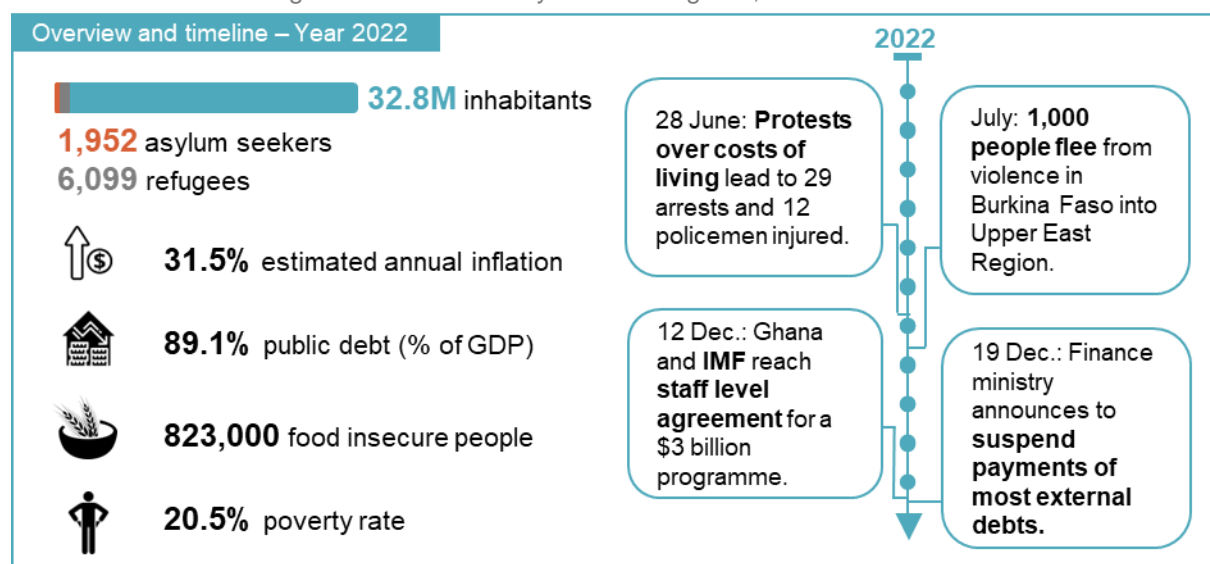 Overview and timeline – Year 2022
32.8M inhabitants
1,952 asylum seekers
6,099 refugees
31.5% estimated annual inflation
89.1% public debt (% of GDP)
823,000 food insecure people
20.5% poverty rate
2022
28 June: Protests
over costs of
living lead to 29
arrests and 12
policemen injured.
July: 1,000
people flee from
violence in
Burkina Faso into
Upper East
Region.
12 Dec.: Ghana
and IMF reach
staff level
agreement for a
$3 billion
programme.
19 Dec.: Finance
ministry
announces to
suspend
payments of
most external
debts.